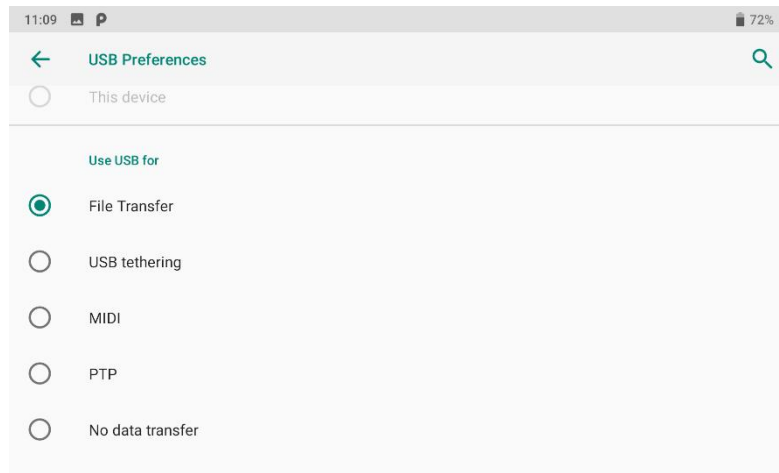 11:09 72%
USB Preferences
This device
Use USB for
File Transfer
USB tethering
MIDI
PTP
No data transfer